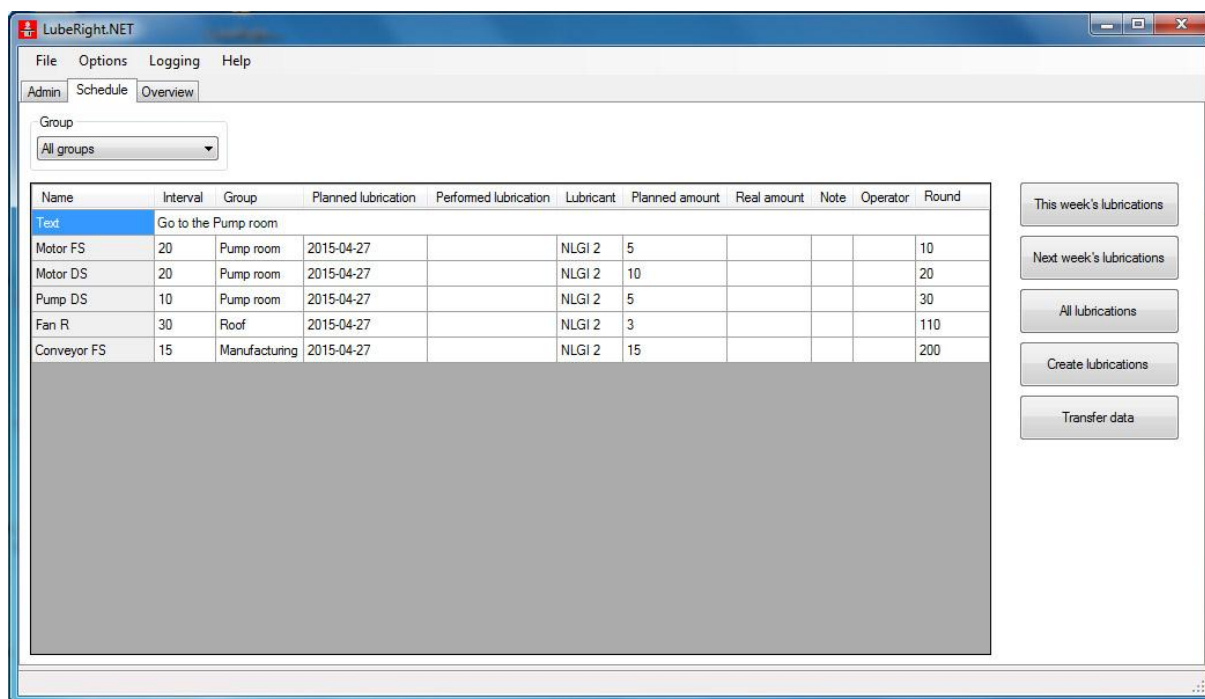 LubeRight.NET
File Options Logging Help
Admin Schedule Overview
Group
All groups
Name Interval Group Planned lubrication Performed lubrication Lubricant Planned amount Real amount Note Operator Round
Text Go to the Pump room
Motor FS 20 Pump room 2015-04-27 NLGI 2 5 10
Motor DS 20 Pump room 2015-04-27 NLGI 2 10 20
Pump DS 10 Pump room 2015-04-27 NLGI 2 5 30
Fan R 30 Roof 2015-04-27 NLGI 2 3 110
Conveyor FS 15 Manufacturing 2015-04-27 NLGI 2 15 200
This week's lubrications
Next week's lubrications
All lubrications
Create lubrications
Transfer data